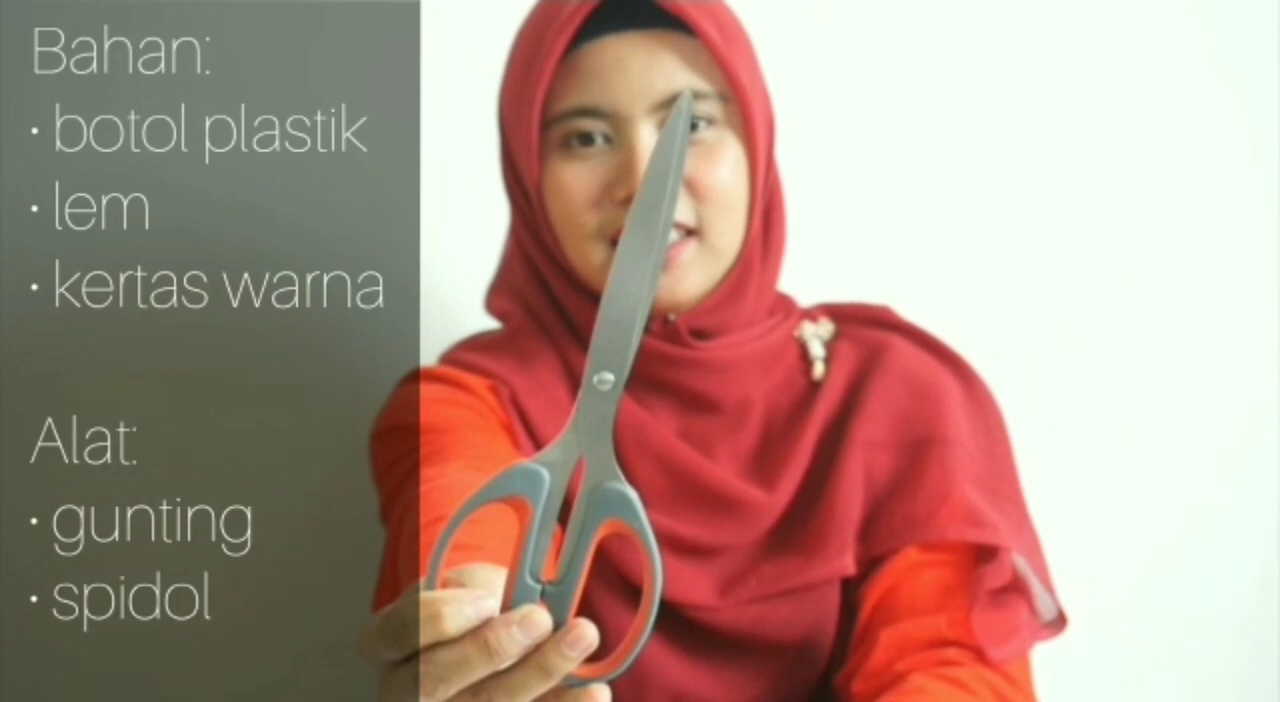 Bahan:
• botol plastik
• lem
• kertas warna
Alat:
• gunting
• spidol